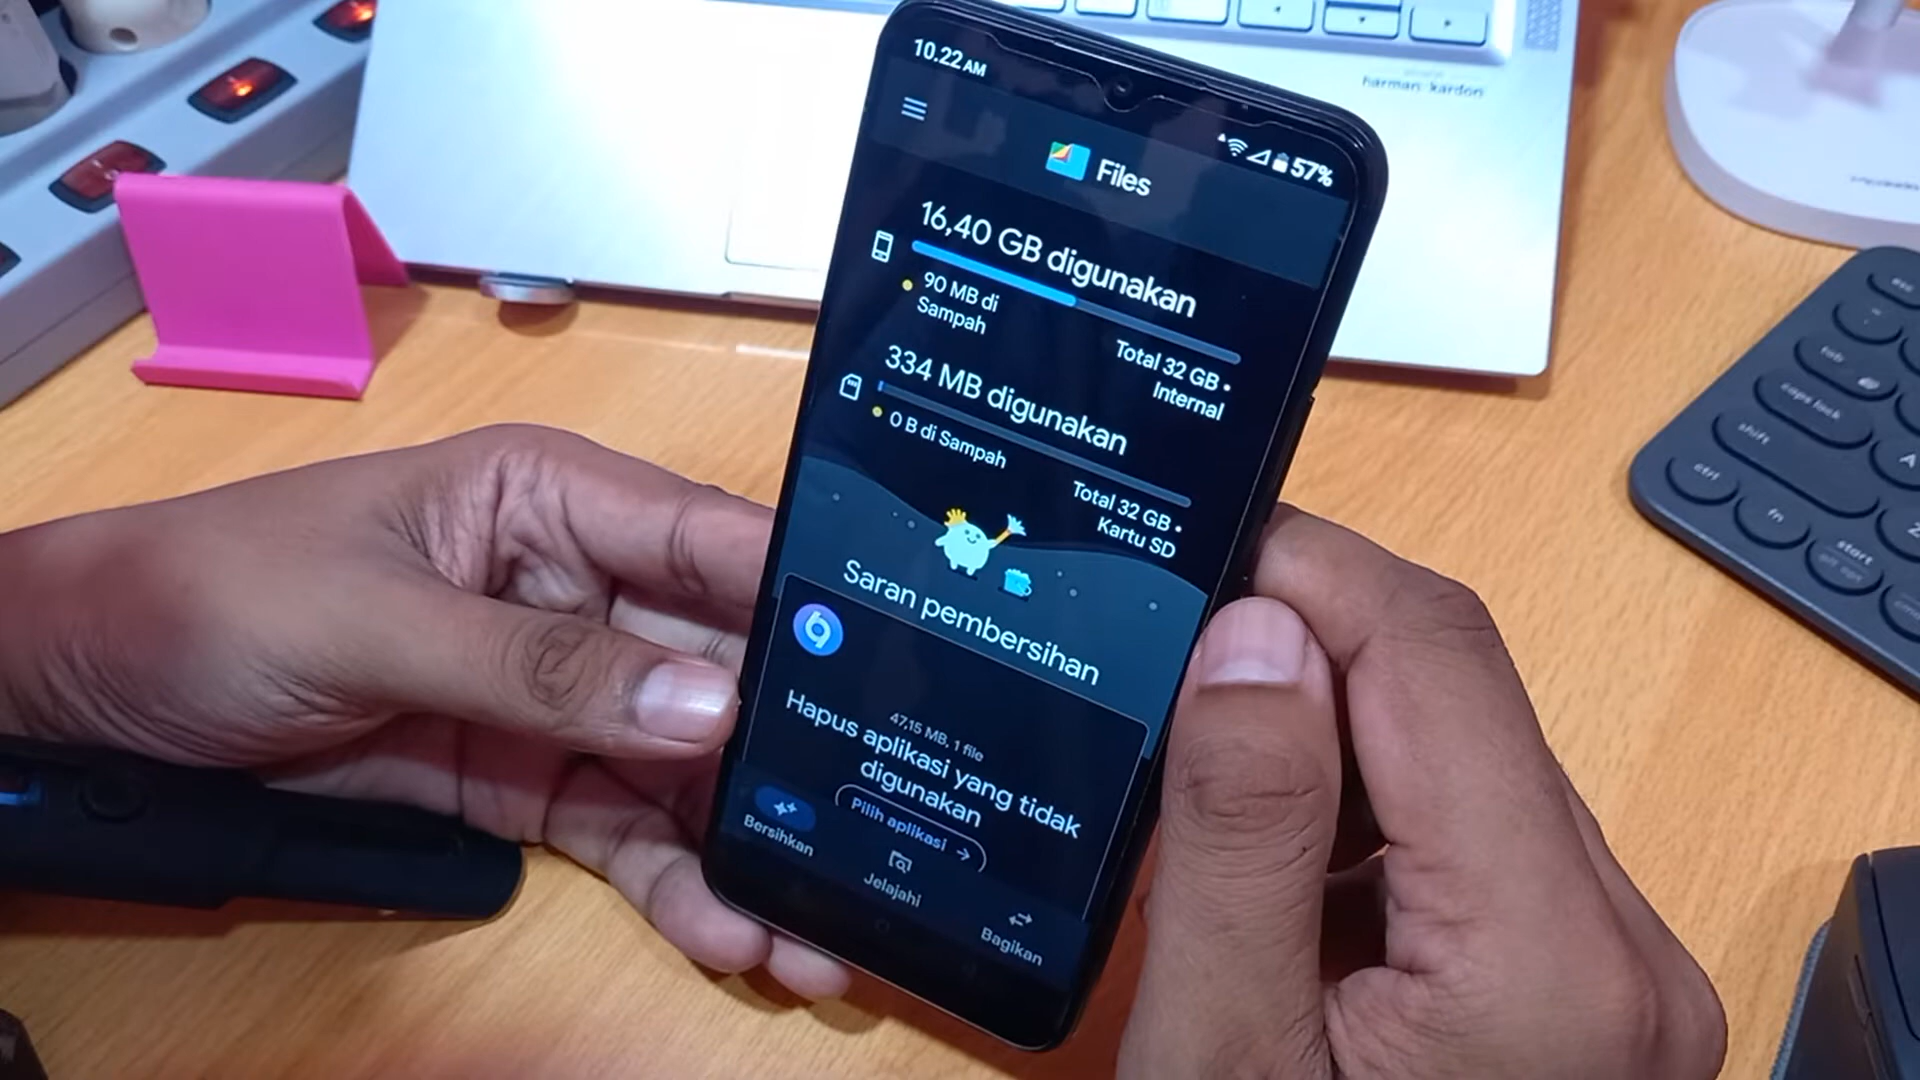 10.22 AM
57%
Files
16,40 GB digunakan
90 MB di
Sampah
Total 32 GB •
Internal
334 MB digunakan
0 B di Sampah
Total 32 GB •
Kartu SD
Saran pembersihan
47,15 MB, 1 file
Hapus aplikasi yang tidak
digunakan
Pilih aplikasi →
Bersihkan
Jelajahi
Bagikan
harman/kardon
esc
tab
caps lock
A
shift
Z
ctrl
fn
start